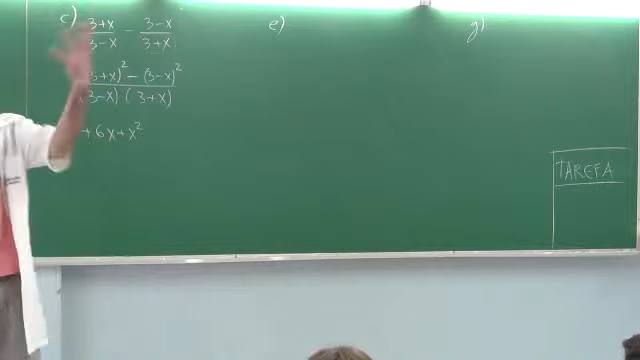 c) 3+x / 3-x - 3-x / 3+x
3+x)² - (3-x)²
3-x) (3+x)
+ 6x + x²
e)
g)
TAREFA